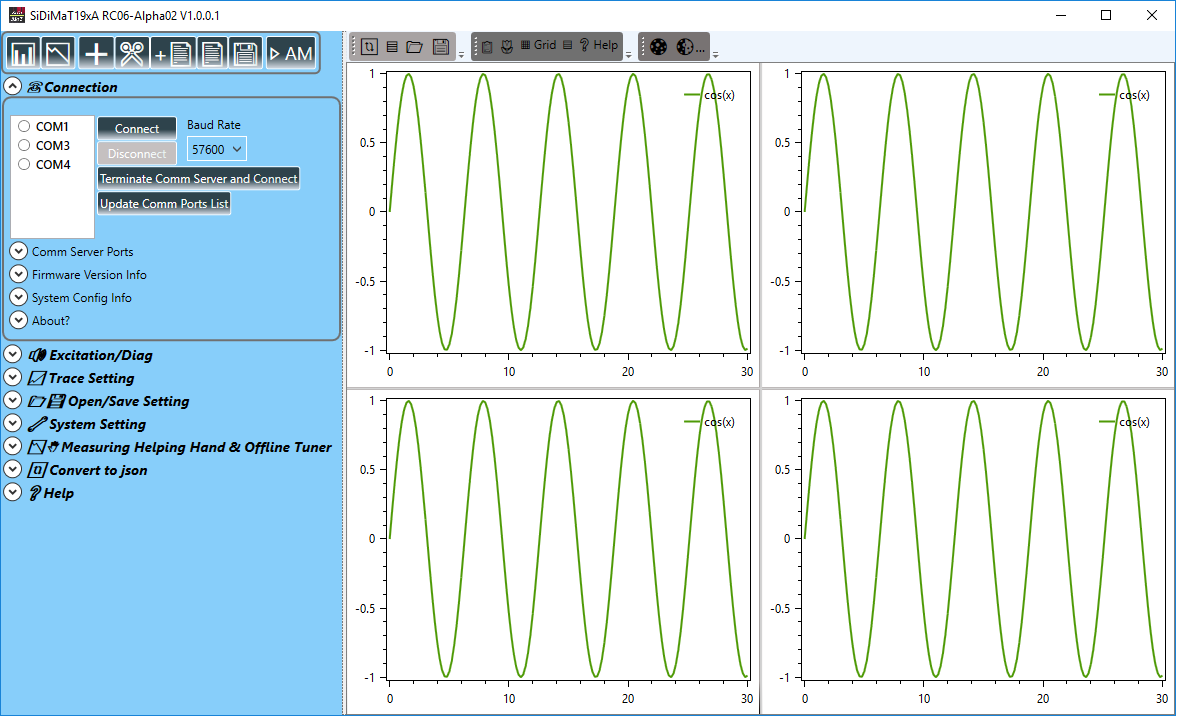 SiDiMaT19xA RC06-Alpha02 V1.0.0.1
+ AM
Grid Help ...
Connection
COM1
COM3
COM4
Connect
Disconnect
Baud Rate
57600
Terminate Comm Server and Connect
Update Comm Ports List
Comm Server Ports
Firmware Version Info
System Config Info
About?
Excitation/Diag
Trace Setting
Open/Save Setting
System Setting
Measuring Helping Hand & Offline Tuner
Convert to json
Help
cos(x)
1
0.5
0
-0.5
-1
0 10 20 30
cos(x)
1
0.5
0
-0.5
-1
0 10 20 30
cos(x)
1
0.5
0
-0.5
-1
0 10 20 30
cos(x)
1
0.5
0
-0.5
-1
0 10 20 30